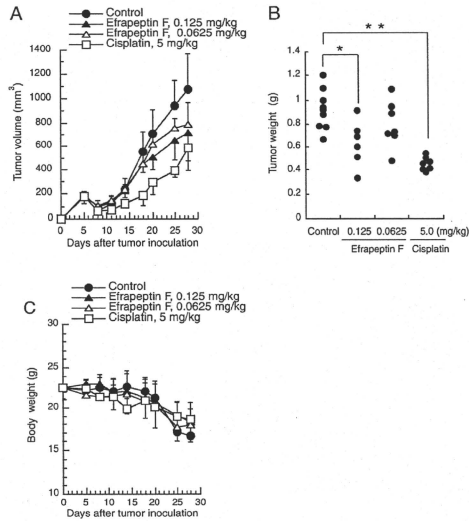 A
Control
Efrapeptin F, 0.125 mg/kg
Efrapeptin F, 0.0625 mg/kg
Cisplatin, 5 mg/kg
Tumor volume (mm3)
1400
1200
1000
800
600
400
200
0
0 5 10 15 20 25 30
Days after tumor inoculation
B
* *
*
Tumor weight (g)
1.4
1.2
1
0.8
0.6
0.4
0.2
0
Control 0.125 0.0625 5.0 (mg/kg)
Efrapeptin F Cisplatin
C
Control
Efrapeptin F, 0.125 mg/kg
Efrapeptin F, 0.0625 mg/kg
Cisplatin, 5 mg/kg
Body weight (g)
30
25
20
15
10
0 5 10 15 20 25 30
Days after tumor inoculation